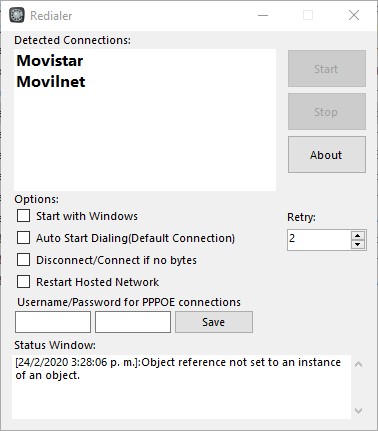 Redialer
Detected Connections:
Movistar
Movilnet
Start
Stop
About
Options:
Start with Windows
Retry:
Auto Start Dialing(Default Connection)
2
Disconnect/Connect if no bytes
Restart Hosted Network
Username/Password for PPPOE connections
Save
Status Window:
[24/2/2020 3:28:06 p. m.]:Object reference not set to an instance
of an object.